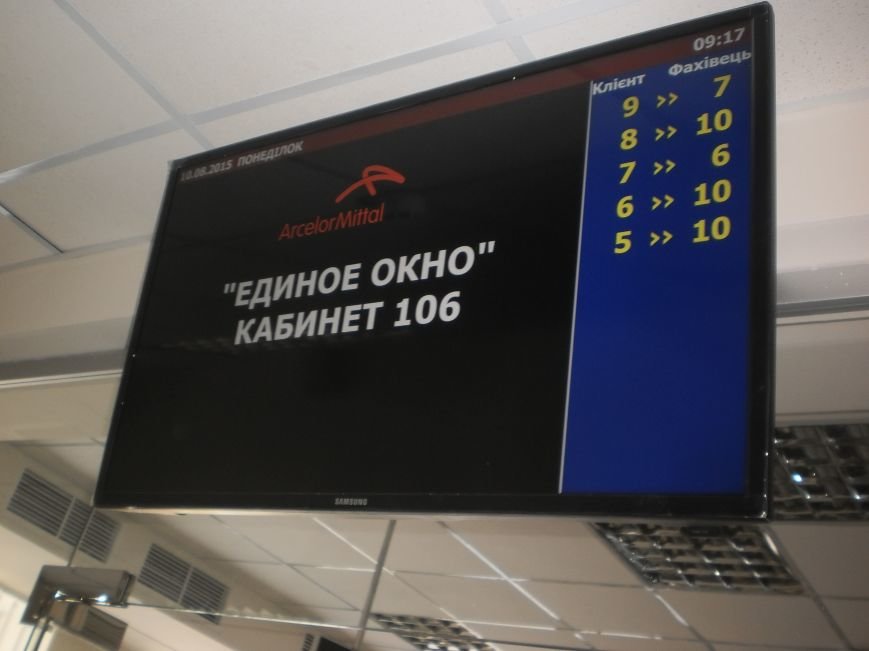 09:17
10.08.2015 ПОНЕДІЛОК
ArcelorMittal
"ЕДИНОЕ ОКНО"
КАБИНЕТ 106
Клієнт Фахівець
9 >> 7
8 >> 10
7 >> 6
6 >> 10
5 >> 10
SAMSUNG